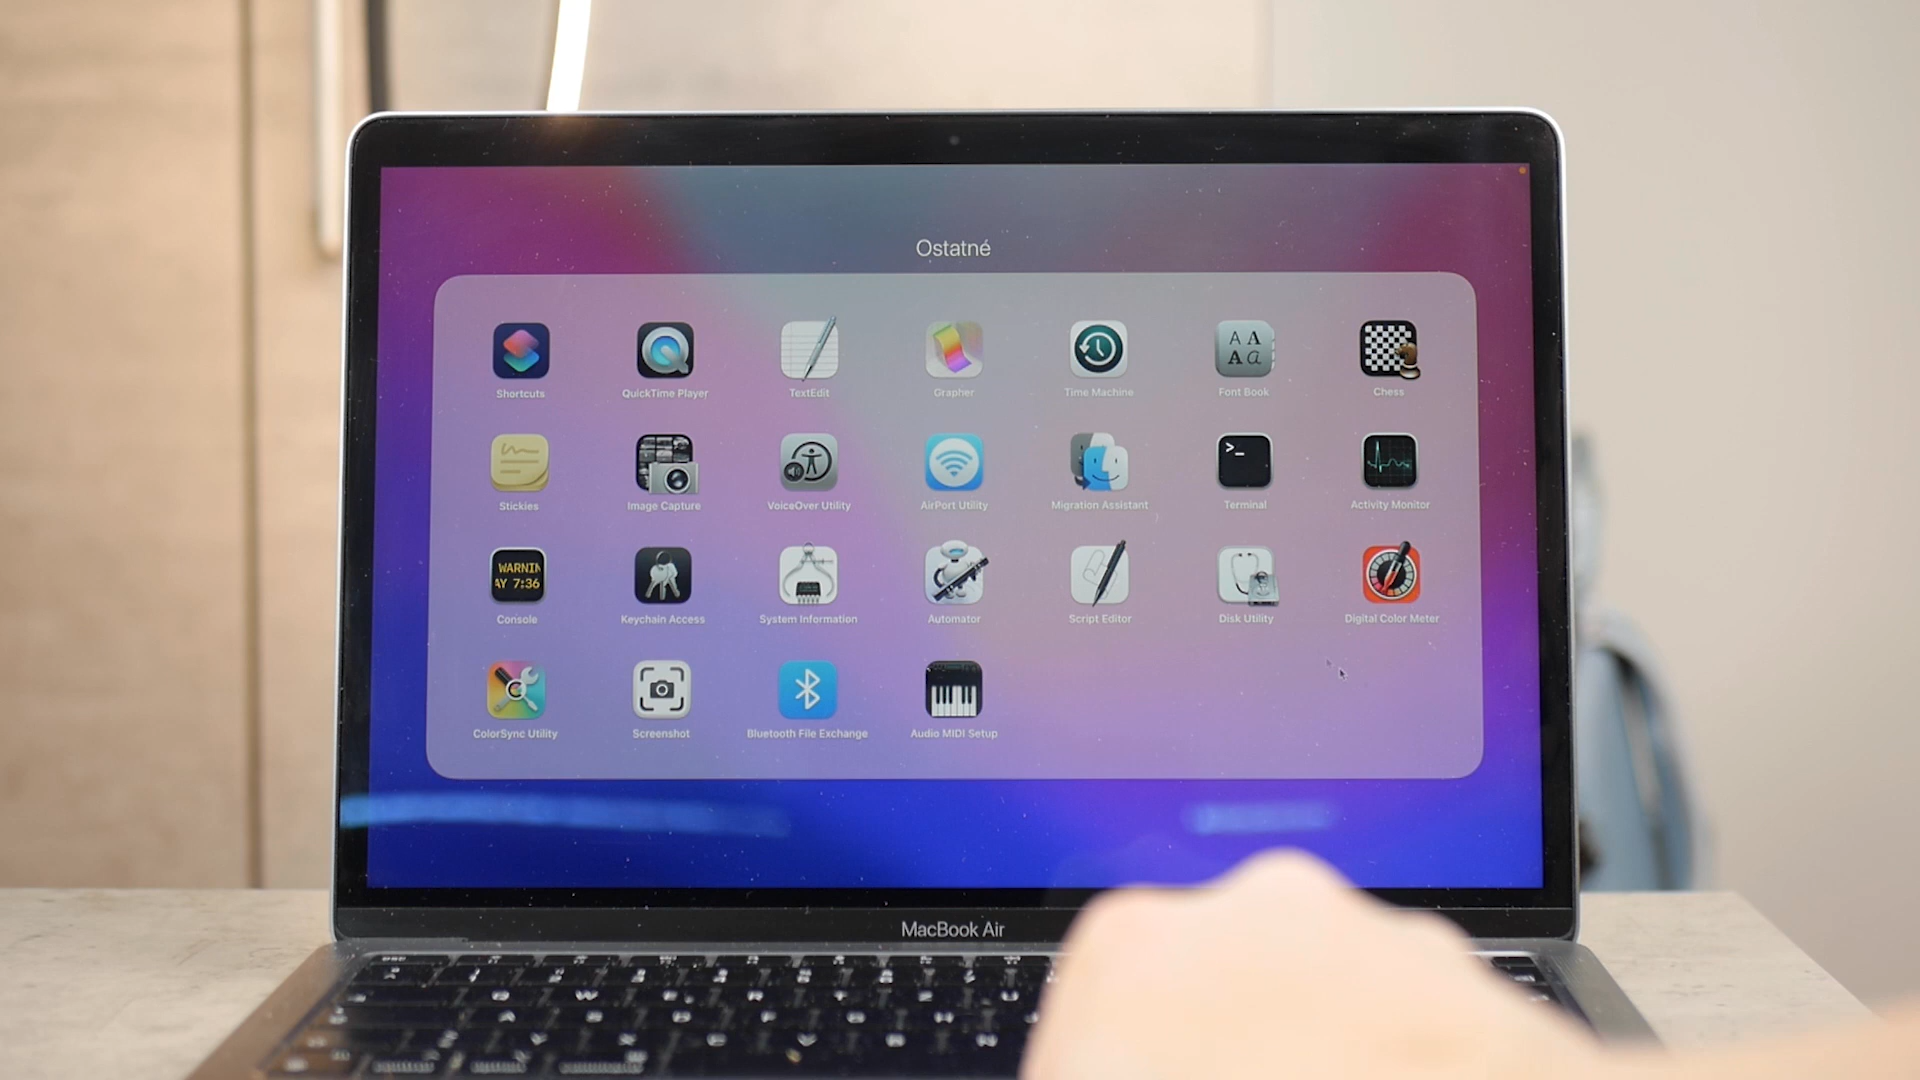 Ostatné
Shortcuts QuickTime Player TextEdit Grapher Time Machine Font Book Chess
Stickies Image Capture VoiceOver Utility AirPort Utility Migration Assistant Terminal Activity Monitor
WARNIN
AY 7:36
Console Keychain Access System Information Automator Script Editor Disk Utility Digital Color Meter
ColorSync Utility Screenshot Bluetooth File Exchange Audio MIDI Setup
MacBook Air